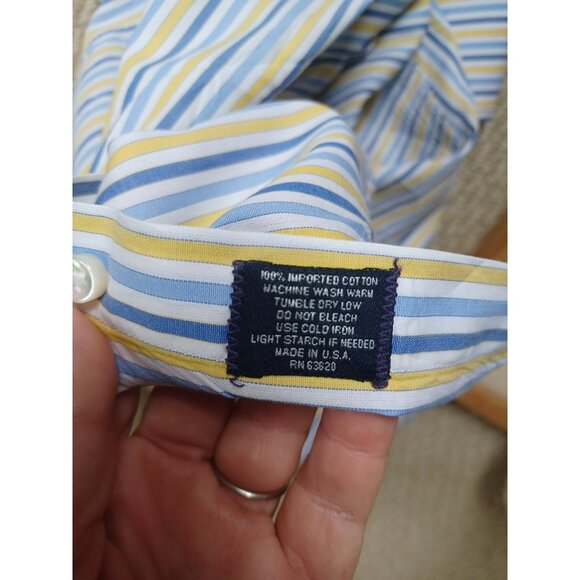 100% IMPORTED COTTON
MACHINE WASH WARM
TUMBLE DRY LOW
DO NOT BLEACH
USE COLD IRON
LIGHT STARCH IF NEEDED
MADE IN U.S.A.
RN 63620